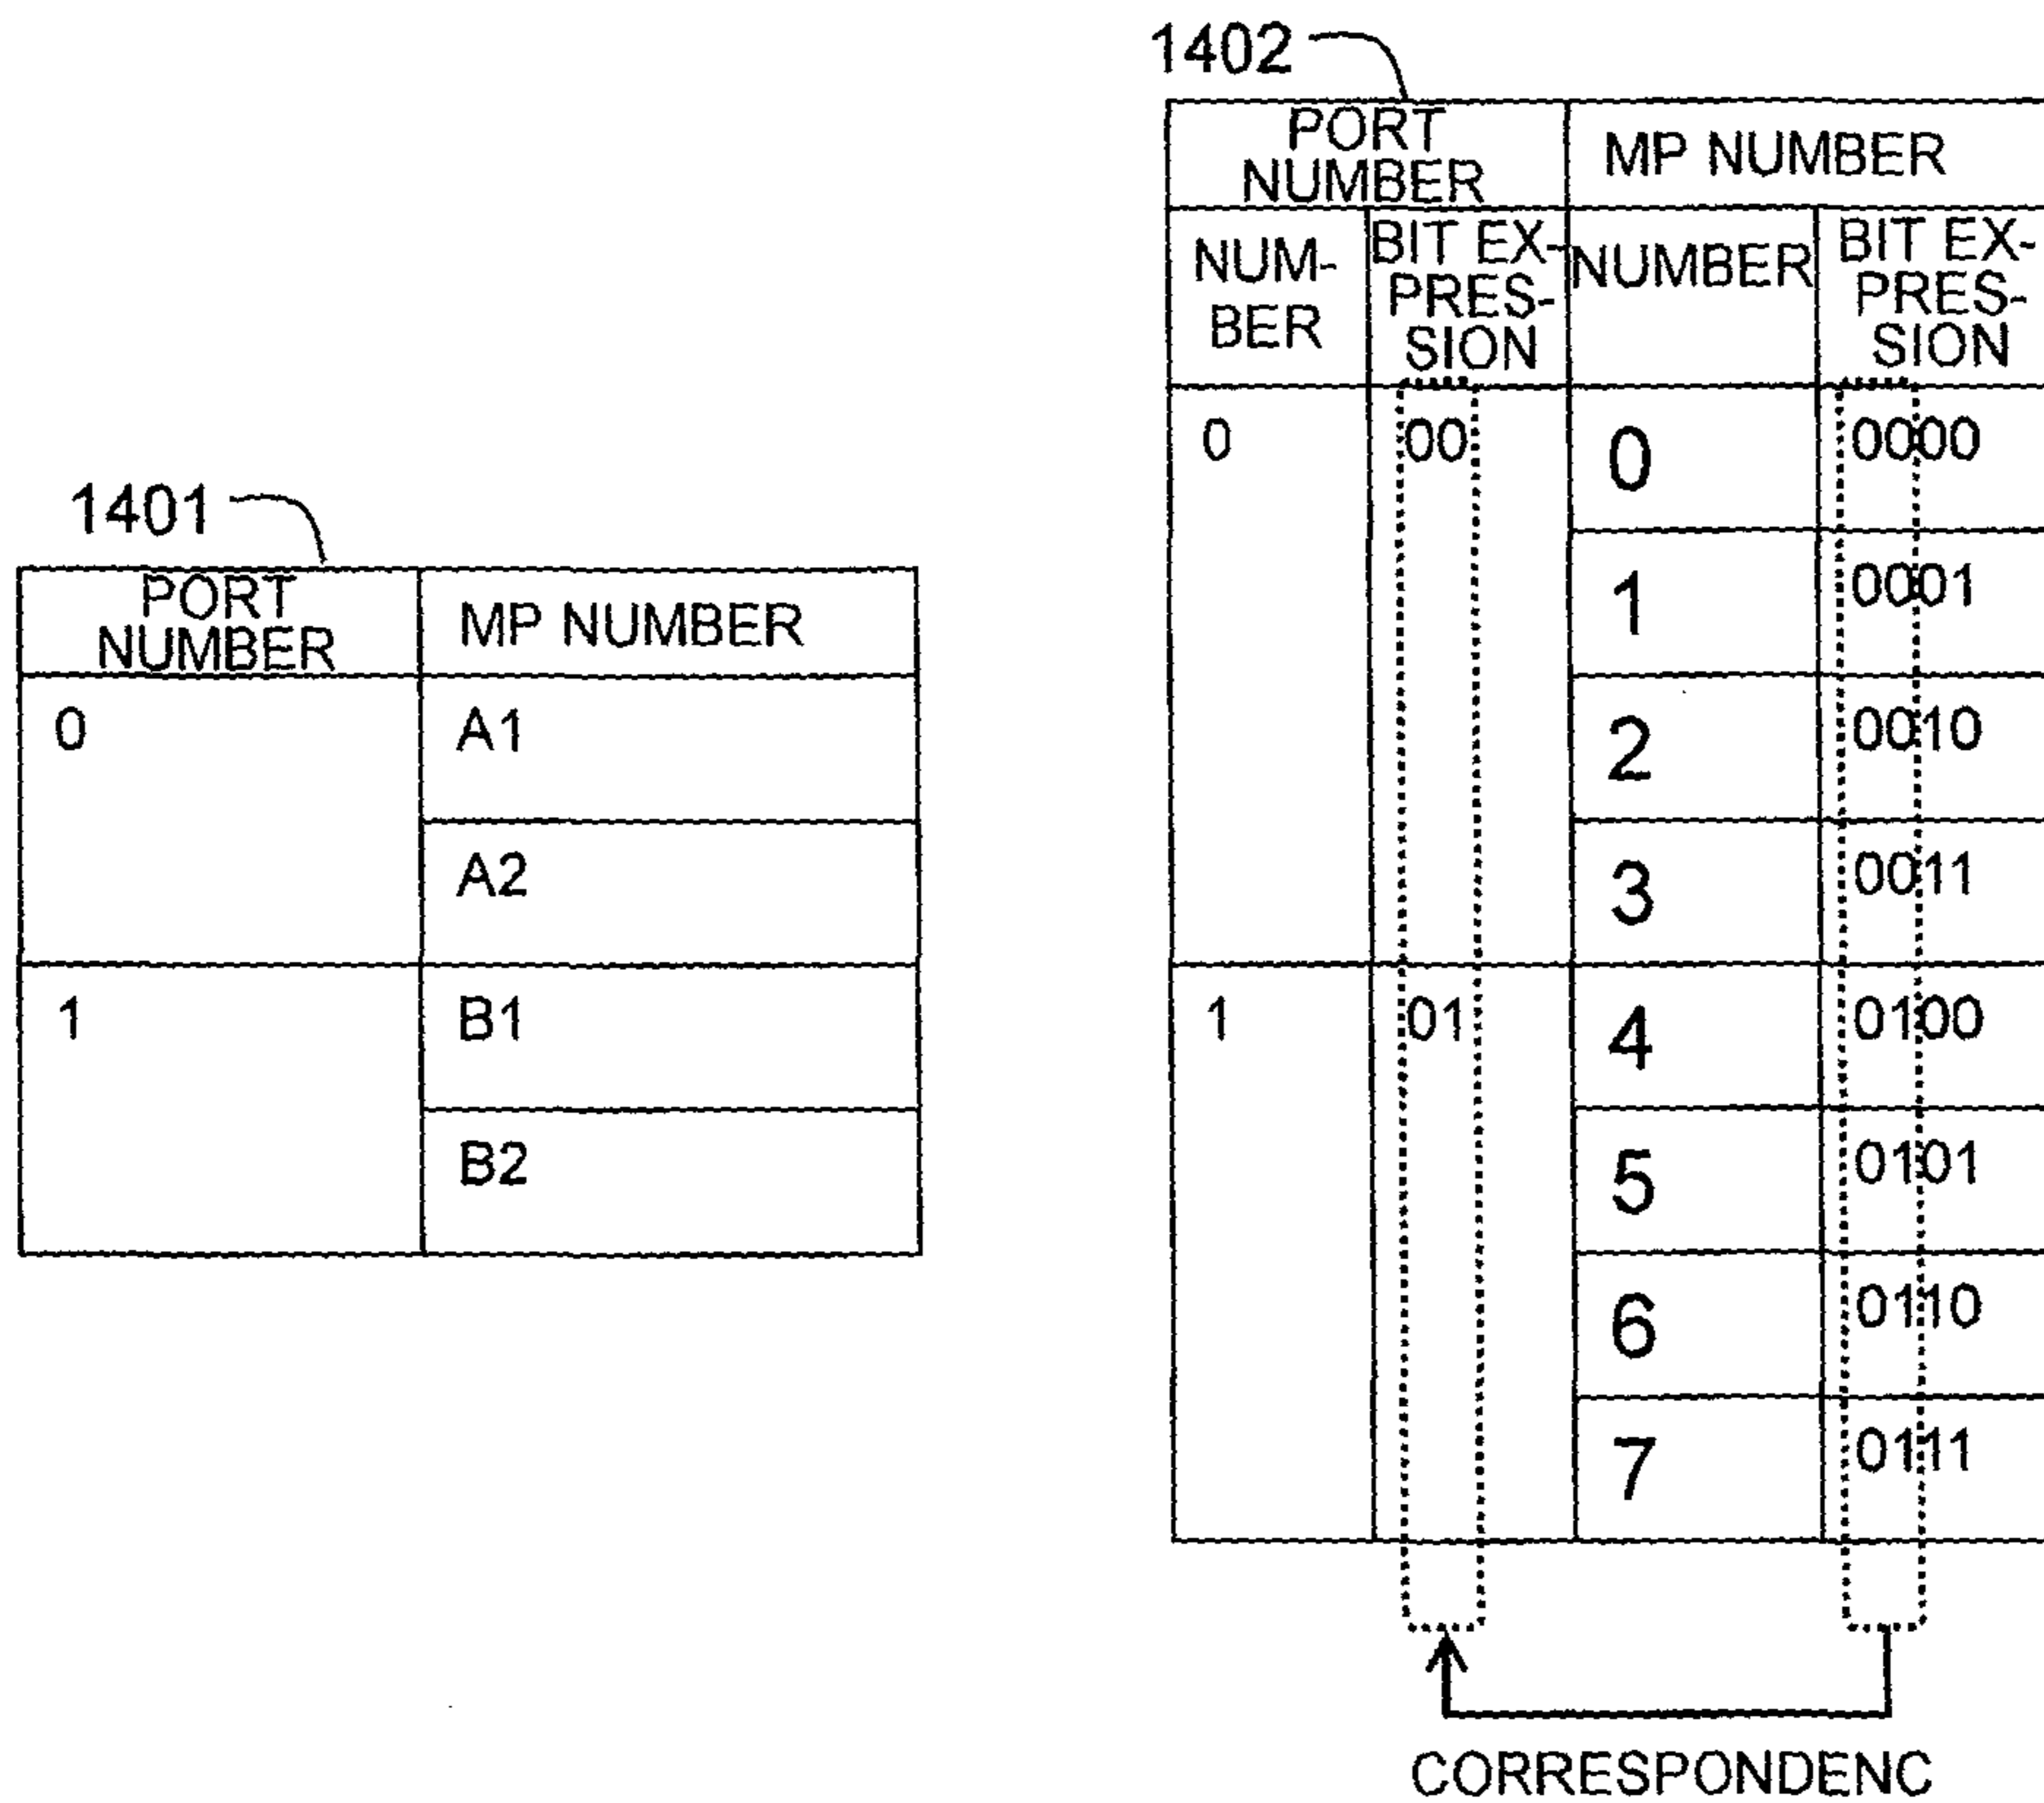 1401
PORT
NUMBER
MP NUMBER
0
A1
A2
1
B1
B2
1402
PORT
NUMBER
MP NUMBER
NUM-
BER
BIT EX-
PRES-
SION
NUMBER
BIT EX-
PRES-
SION
0
00
0
0000
1
0001
2
0010
3
0011
1
01
4
0100
5
0101
6
0110
7
0111
CORRESPONDENC